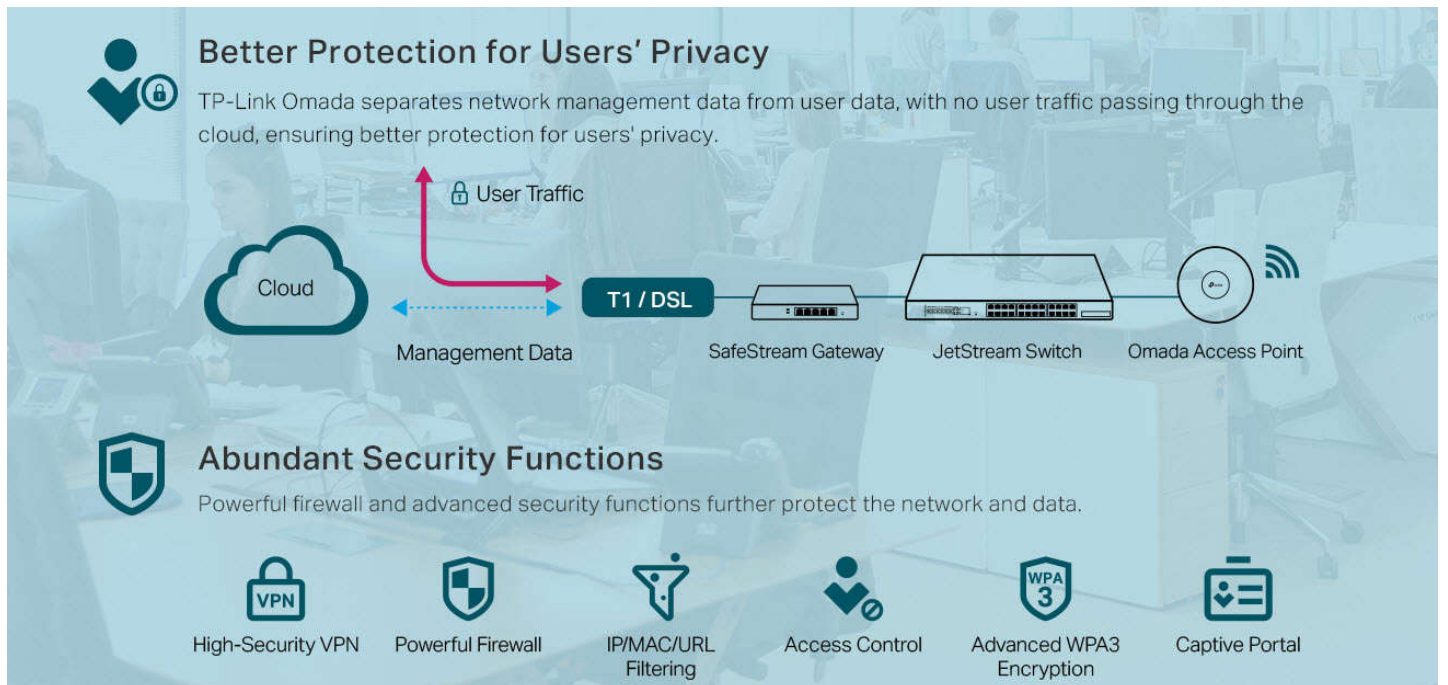 Better Protection for Users' Privacy
TP-Link Omada separates network management data from user data, with no user traffic passing through the
cloud, ensuring better protection for users' privacy.
User Traffic
Cloud
T1 / DSL
Management Data
SafeStream Gateway
JetStream Switch
Omada Access Point
Abundant Security Functions
Powerful firewall and advanced security functions further protect the network and data.
VPN
WPA
3
High-Security VPN
Powerful Firewall
IP/MAC/URL
Filtering
Access Control
Advanced WPA3
Encryption
Captive Portal